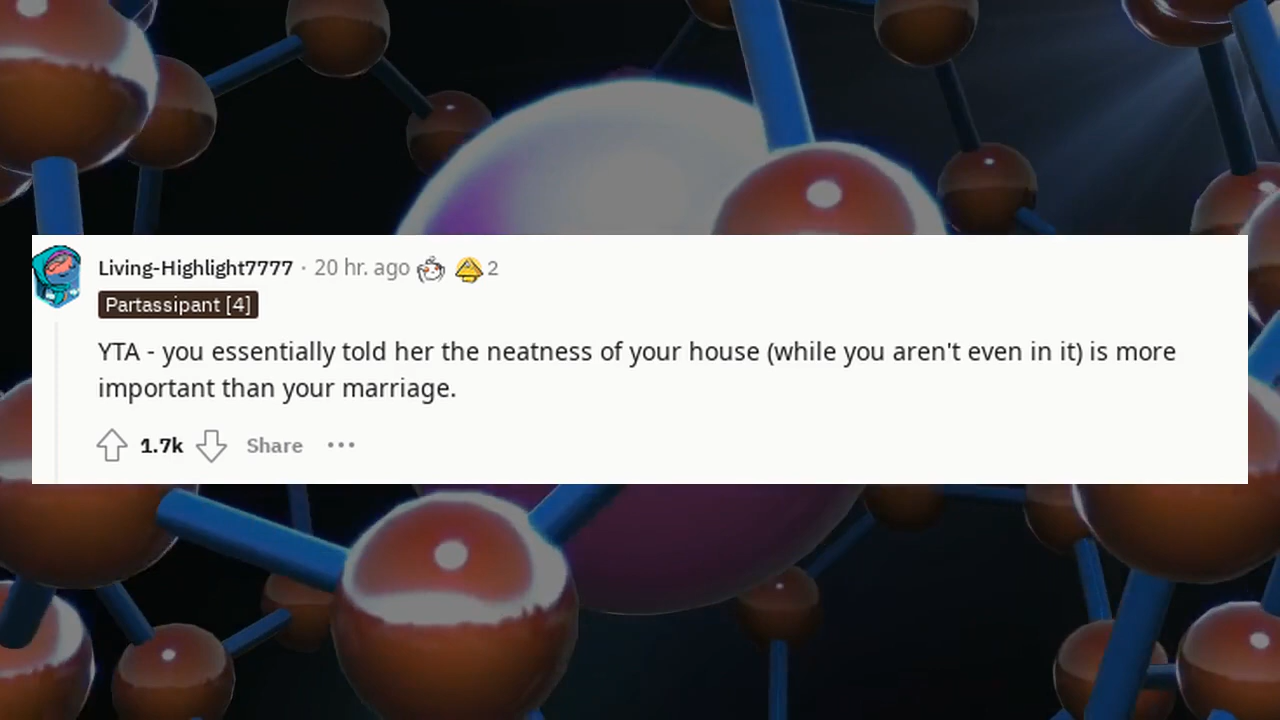 Living-Highlight7777 · 20 hr. ago 2
Partassipant [4]
YTA - you essentially told her the neatness of your house (while you aren't even in it) is more
important than your marriage.
1.7k Share ···